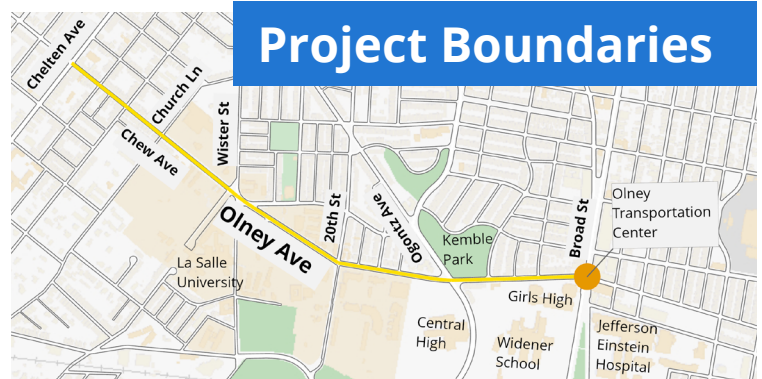 Project Boundaries
Chelten Ave
Church Ln
Wister St
Chew Ave
Olney Ave
20th St
Ogontz Ave
Kemble
Park
Broad St
Olney
Transportation
Center
La Salle
University
Girls High
Central
High
Widener
School
Jefferson
Einstein
Hospital